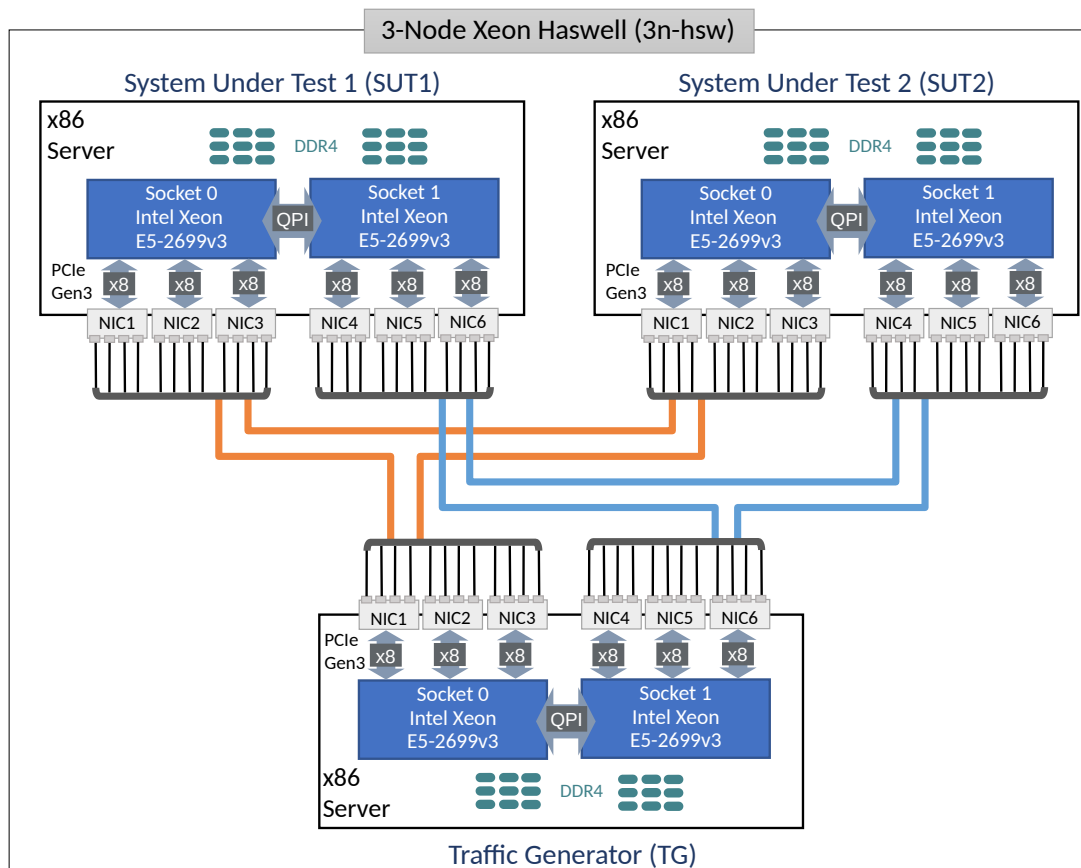 3-Node Xeon Haswell (3n-hsw)
System Under Test 1 (SUT1)
x86
Server
DDR4
Socket 0
Intel Xeon
E5-2699v3
QPI
Socket 1
Intel Xeon
E5-2699v3
PCIe
Gen3
x8
x8
x8
x8
x8
x8
NIC1
NIC2
NIC3
NIC4
NIC5
NIC6
System Under Test 2 (SUT2)
x86
Server
DDR4
Socket 0
Intel Xeon
E5-2699v3
QPI
Socket 1
Intel Xeon
E5-2699v3
PCIe
Gen3
x8
x8
x8
x8
x8
x8
NIC1
NIC2
NIC3
NIC4
NIC5
NIC6
NIC1
NIC2
NIC3
NIC4
NIC5
NIC6
PCIe
Gen3
x8
x8
x8
x8
x8
x8
Socket 0
Intel Xeon
E5-2699v3
QPI
Socket 1
Intel Xeon
E5-2699v3
x86
Server
DDR4
Traffic Generator (TG)